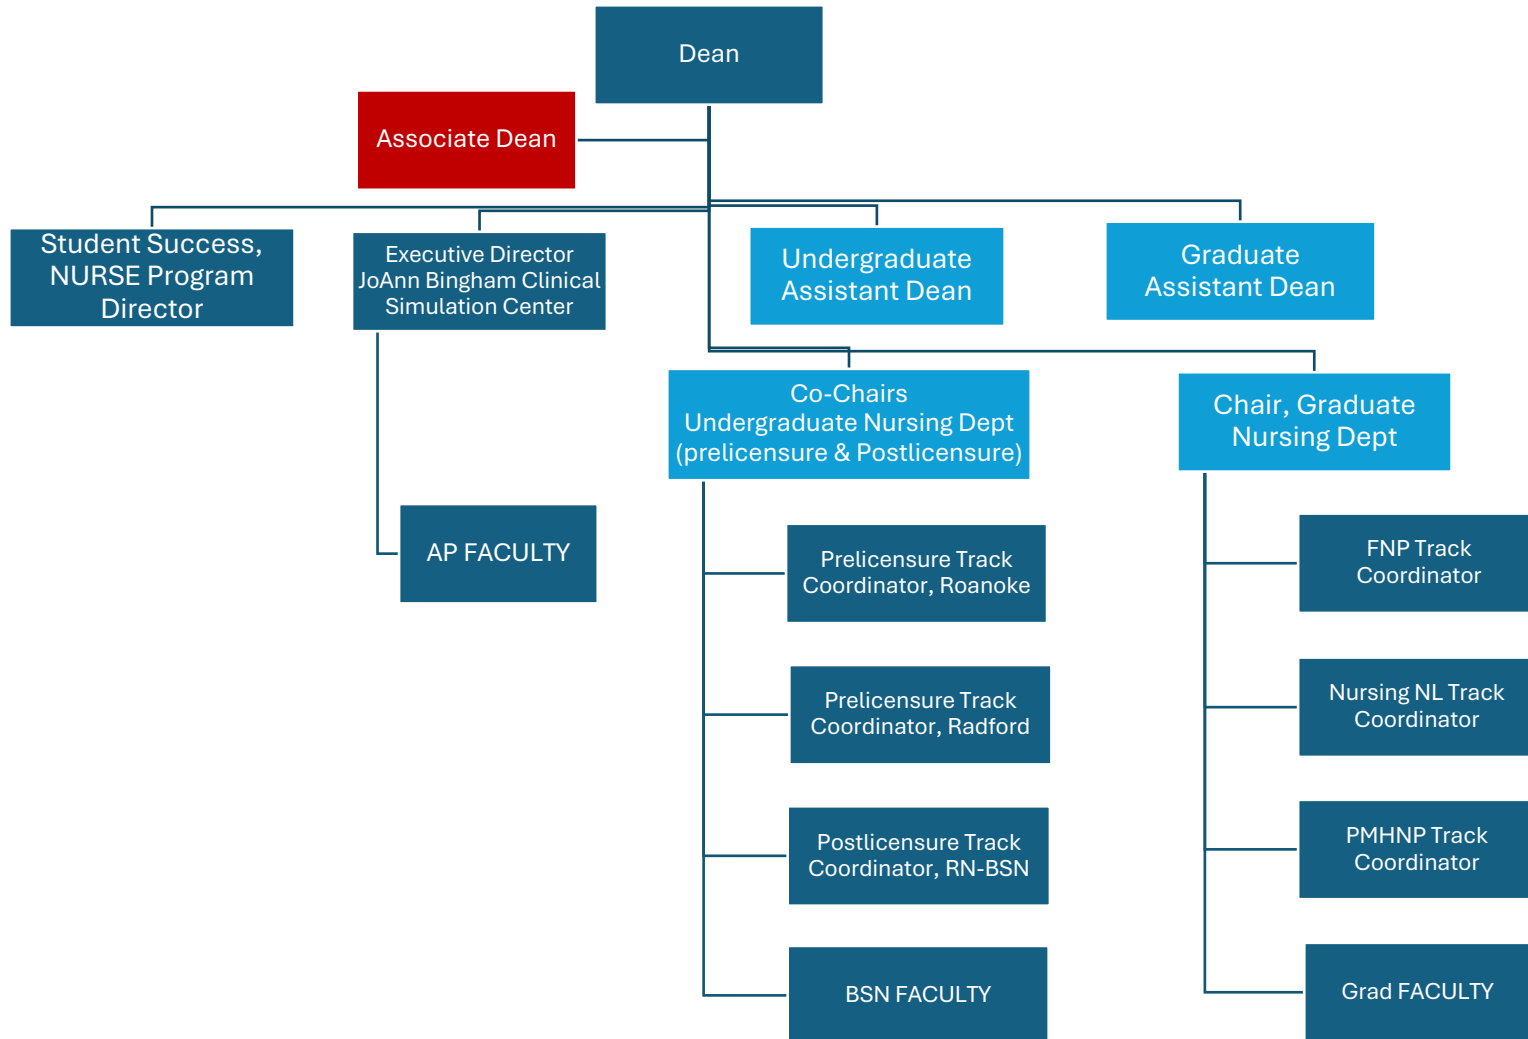 Dean
Associate Dean
Student Success,
NURSE Program
Director
Executive Director
JoAnn Bingham Clinical
Simulation Center
Undergraduate
Assistant Dean
Graduate
Assistant Dean
Co-Chairs
Undergraduate Nursing Dept
(prelicensure & Postlicensure)
Chair, Graduate
Nursing Dept
AP FACULTY
Prelicensure Track
Coordinator, Roanoke
Prelicensure Track
Coordinator, Radford
Postlicensure Track
Coordinator, RN-BSN
BSN FACULTY
FNP Track
Coordinator
Nursing NL Track
Coordinator
PMHNP Track
Coordinator
Grad FACULTY